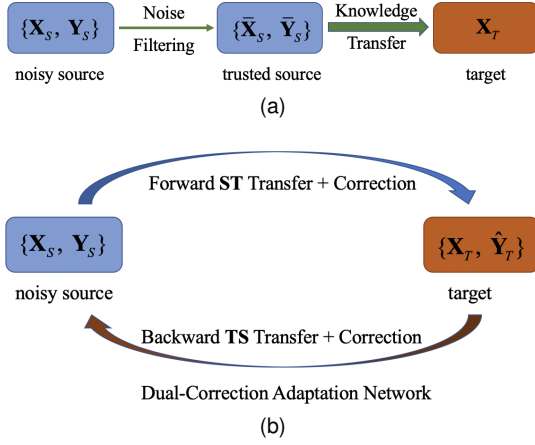 {X_S, Y_S}
Noise
Filtering
{X̄_S, Ȳ_S}
Knowledge
Transfer
X_T
noisy source
trusted source
target
(a)
Forward ST Transfer + Correction
{X_S, Y_S}
{X_T, Ŷ_T}
noisy source
target
Backward TS Transfer + Correction
Dual-Correction Adaptation Network
(b)